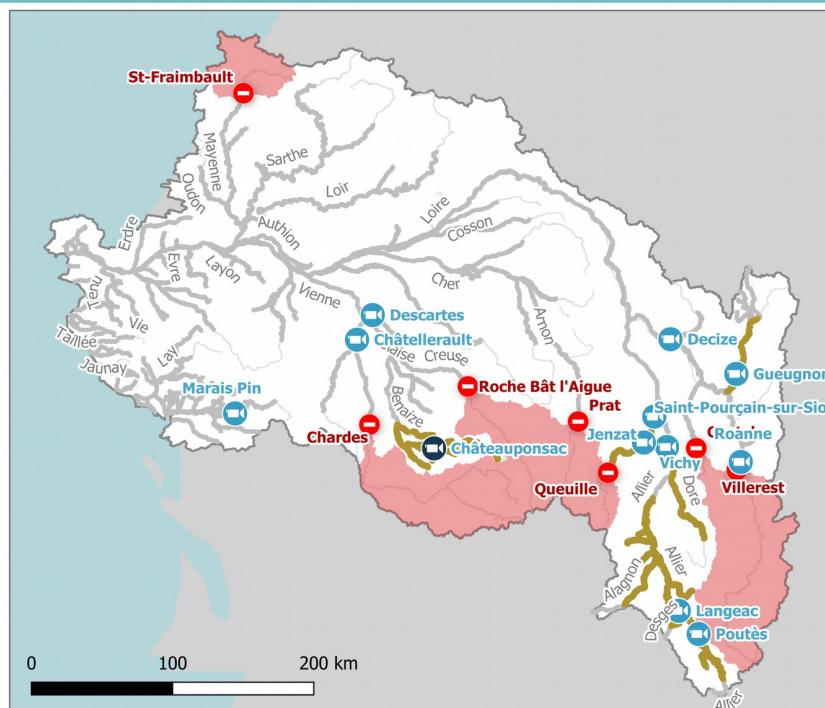 St-Fraimbault
Mayenne
Sarthe
Oudon
Loir
Erdre
Authion
Loire
Cosson
Evre
Layon
Cher
Tenu
Vienne
Vie
Descartes
Arnon
Taillée
Châtellerault
Decize
Lay
Creuse
Jaunay
Gueugnon
Marais Pin
Roche Bât l'Aigue
Benaize
Prat
Saint-Pourçain-sur-Sio
Chardes
Jenzat
Roanne
Châteauponsac
Vichy
Queuille
Allier
Dore
Villerest
Allier
Alagnon
Desges
Langeac
Poutès
Allier
0 100 200 km